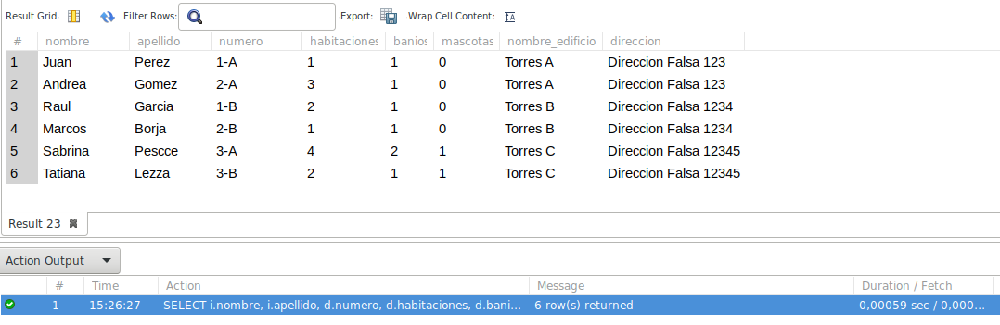 Result Grid Filter Rows: Export: Wrap Cell Content:
# nombre apellido numero habitaciones banios mascotas nombre_edificio direccion
1 Juan Perez 1-A 1 1 0 Torres A Direccion Falsa 123
2 Andrea Gomez 2-A 3 1 0 Torres A Direccion Falsa 123
3 Raul Garcia 1-B 2 1 0 Torres B Direccion Falsa 1234
4 Marcos Borja 2-B 1 1 0 Torres B Direccion Falsa 1234
5 Sabrina Pescce 3-A 4 2 1 Torres C Direccion Falsa 12345
6 Tatiana Lezza 3-B 2 1 1 Torres C Direccion Falsa 12345
Result 23
Action Output
# Time Action Message Duration / Fetch
1 15:26:27 SELECT i.nombre, i.apellido, d.numero, d.habitaciones, d.bani... 6 row(s) returned 0,00059 sec / 0,000...